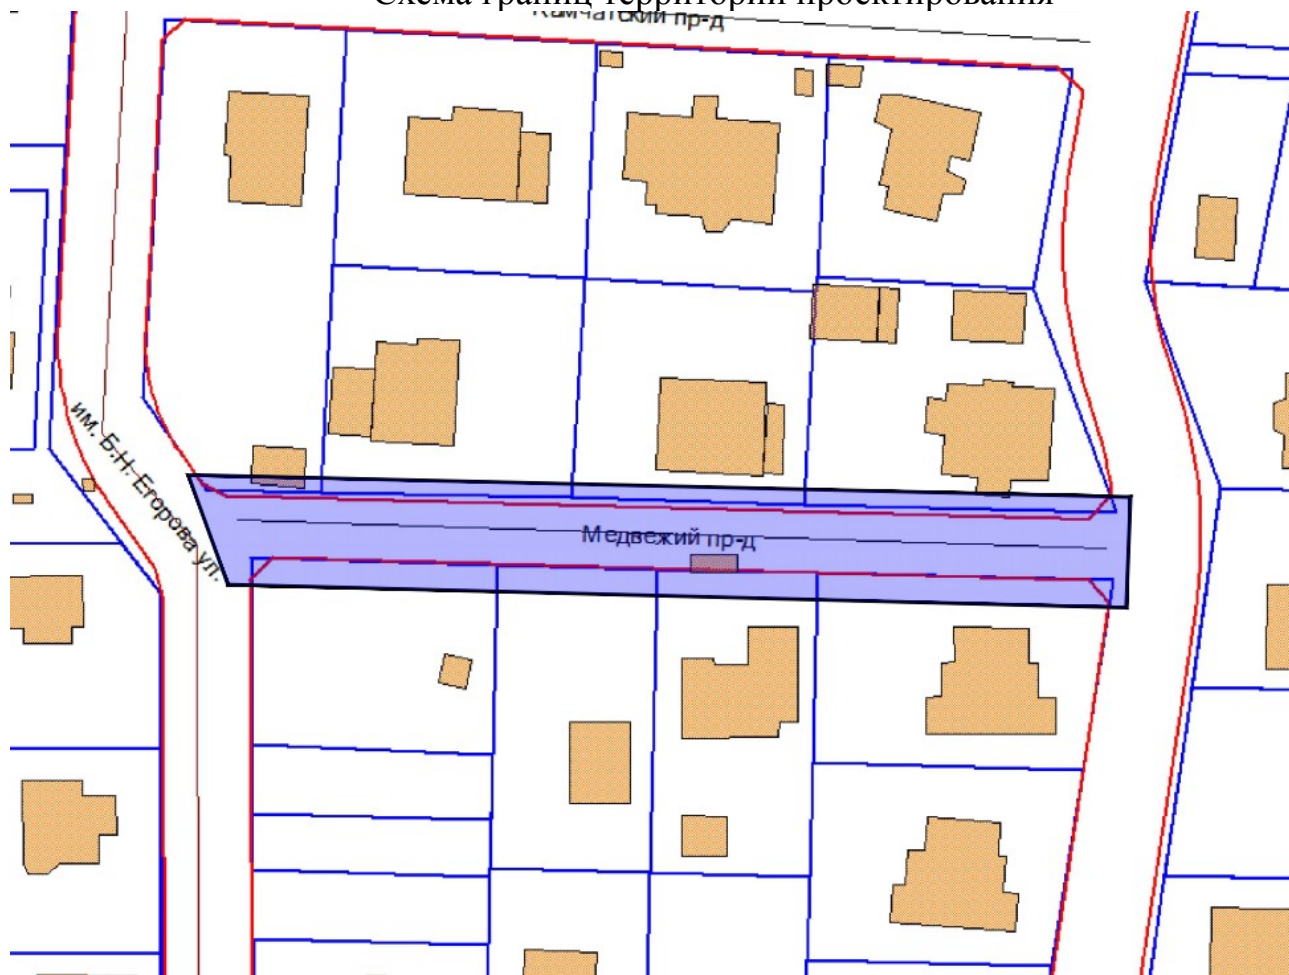 Схема границ территории проектирования
Камчатский пр-д
им. Б.Н. Егорова ул.
Медвежий пр-д